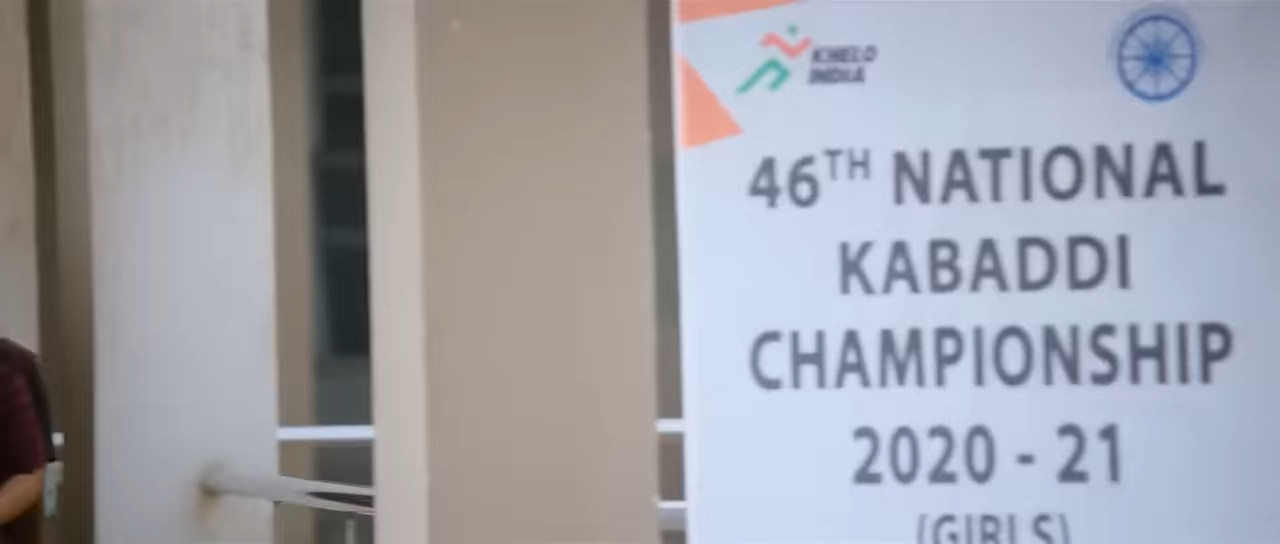 KHELO
INDIA
46TH NATIONAL
KABADDI
CHAMPIONSHIP
2020 - 21
(GIRLS)